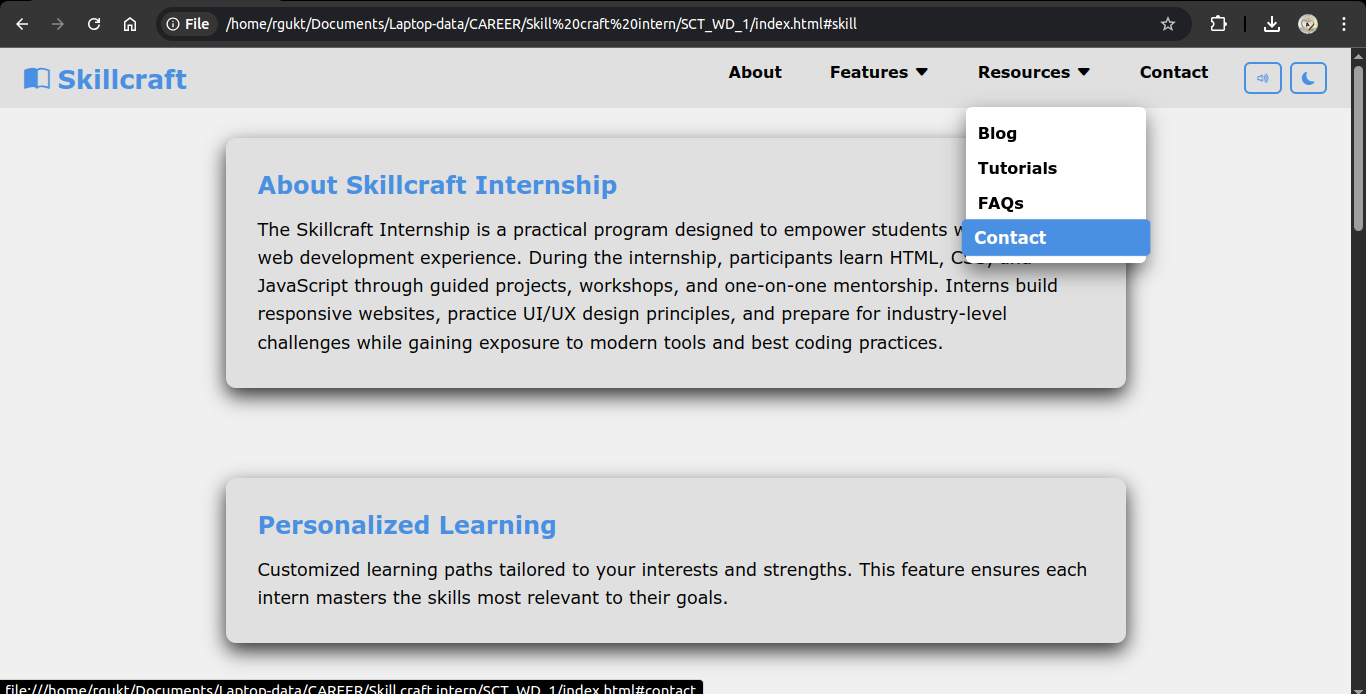 File /home/rgukt/Documents/Laptop-data/CAREER/Skill%20craft%20intern/SCT_WD_1/index.html#skill
Skillcraft About Features Resources Contact
Blog
Tutorials
FAQs
Contact
About Skillcraft Internship
The Skillcraft Internship is a practical program designed to empower students
web development experience. During the internship, participants learn HTML,
JavaScript through guided projects, workshops, and one-on-one mentorship. Interns build
responsive websites, practice UI/UX design principles, and prepare for industry-level
challenges while gaining exposure to modern tools and best coding practices.
Personalized Learning
Customized learning paths tailored to your interests and strengths. This feature ensures each
intern masters the skills most relevant to their goals.
file:///home/rgukt/Documents/Laptop-data/CAREER/Skill craft intern/SCT_WD_1/index.html#contact